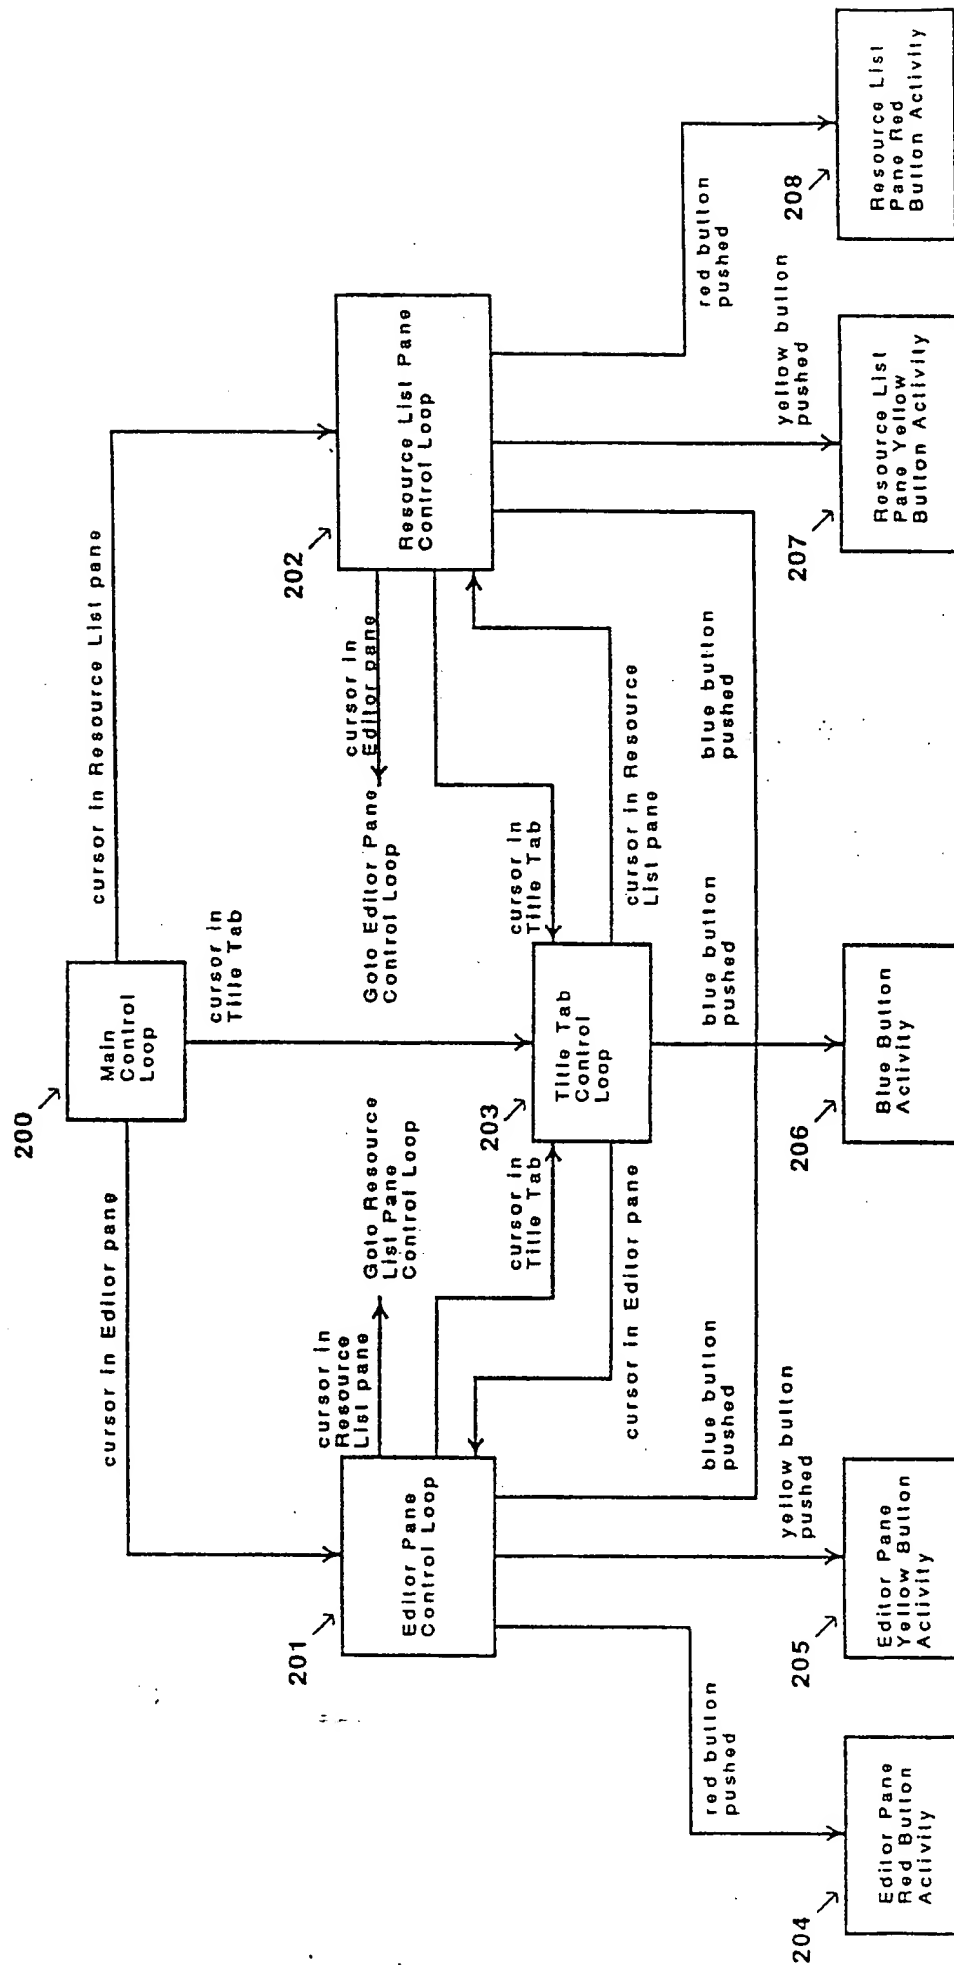 200
Main
Control
Loop
cursor in Editor pane
cursor in
Title Tab
cursor in Resource List pane
201
Editor Pane
Control Loop
cursor in
Resource
List pane
Goto Resource
List Pane
Control Loop
Goto Editor Pane
Control Loop
cursor in
Editor pane
202
Resource List Pane
Control Loop
cursor in
Title Tab
203
Title Tab
Control
Loop
cursor in
Title Tab
cursor in Editor pane
cursor in Resource
List pane
red button
pushed
yellow button
pushed
blue button
pushed
blue button
pushed
blue button
pushed
yellow button
pushed
red button
pushed
204
Editor Pane
Red Button
Activity
205
Editor Pane
Yellow Button
Activity
206
Blue Button
Activity
207
Resource List
Pane Yellow
Button Activity
208
Resource List
Pane Red
Button Activity